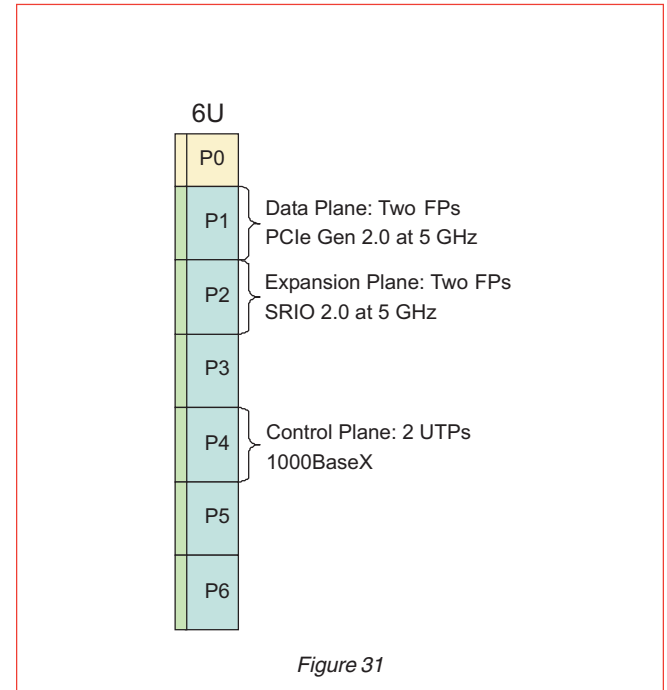 6U
P0
P1
Data Plane: Two FPs
PCIe Gen 2.0 at 5 GHz
P2
Expansion Plane: Two FPs
SRIO 2.0 at 5 GHz
P3
P4
Control Plane: 2 UTPs
1000BaseX
P5
P6
Figure 31